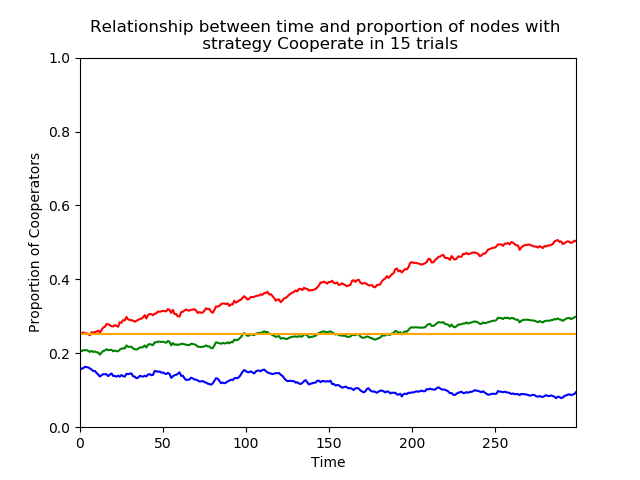 Relationship between time and proportion of nodes with
strategy Cooperate in 15 trials
1.0
0.8
0.6
0.4
0.2
0.0
Proportion of Cooperators
0 50 100 150 200 250
Time